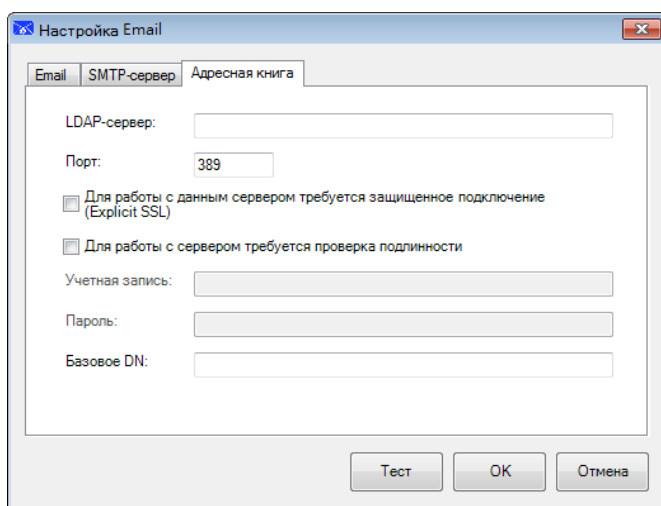 Настройка Email
Email SMTP-сервер Адресная книга
LDAP-сервер:
Порт: 389
Для работы с данным сервером требуется защищенное подключение
(Explicit SSL)
Для работы с сервером требуется проверка подлинности
Учетная запись:
Пароль:
Базовое DN:
Тест OK Отмена